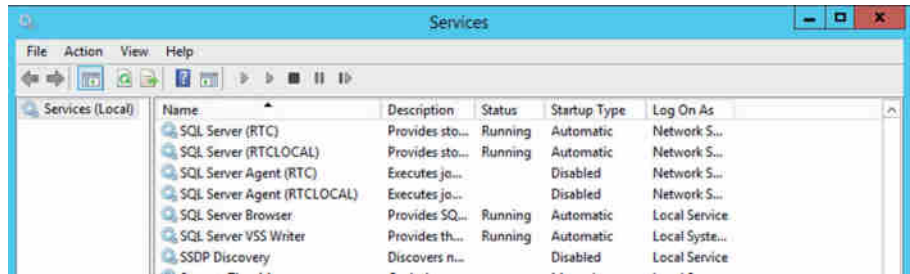 Services
File Action View Help
Services (Local)
Name Description Status Startup Type Log On As
SQL Server (RTC) Provides sto... Running Automatic Network S...
SQL Server (RTCLOCAL) Provides sto... Running Automatic Network S...
SQL Server Agent (RTC) Executes jo... Disabled Network S...
SQL Server Agent (RTCLOCAL) Executes jo... Disabled Network S...
SQL Server Browser Provides SQ... Running Automatic Local Service
SQL Server VSS Writer Provides th... Running Automatic Local Syste...
SSDP Discovery Discovers n... Disabled Local Service